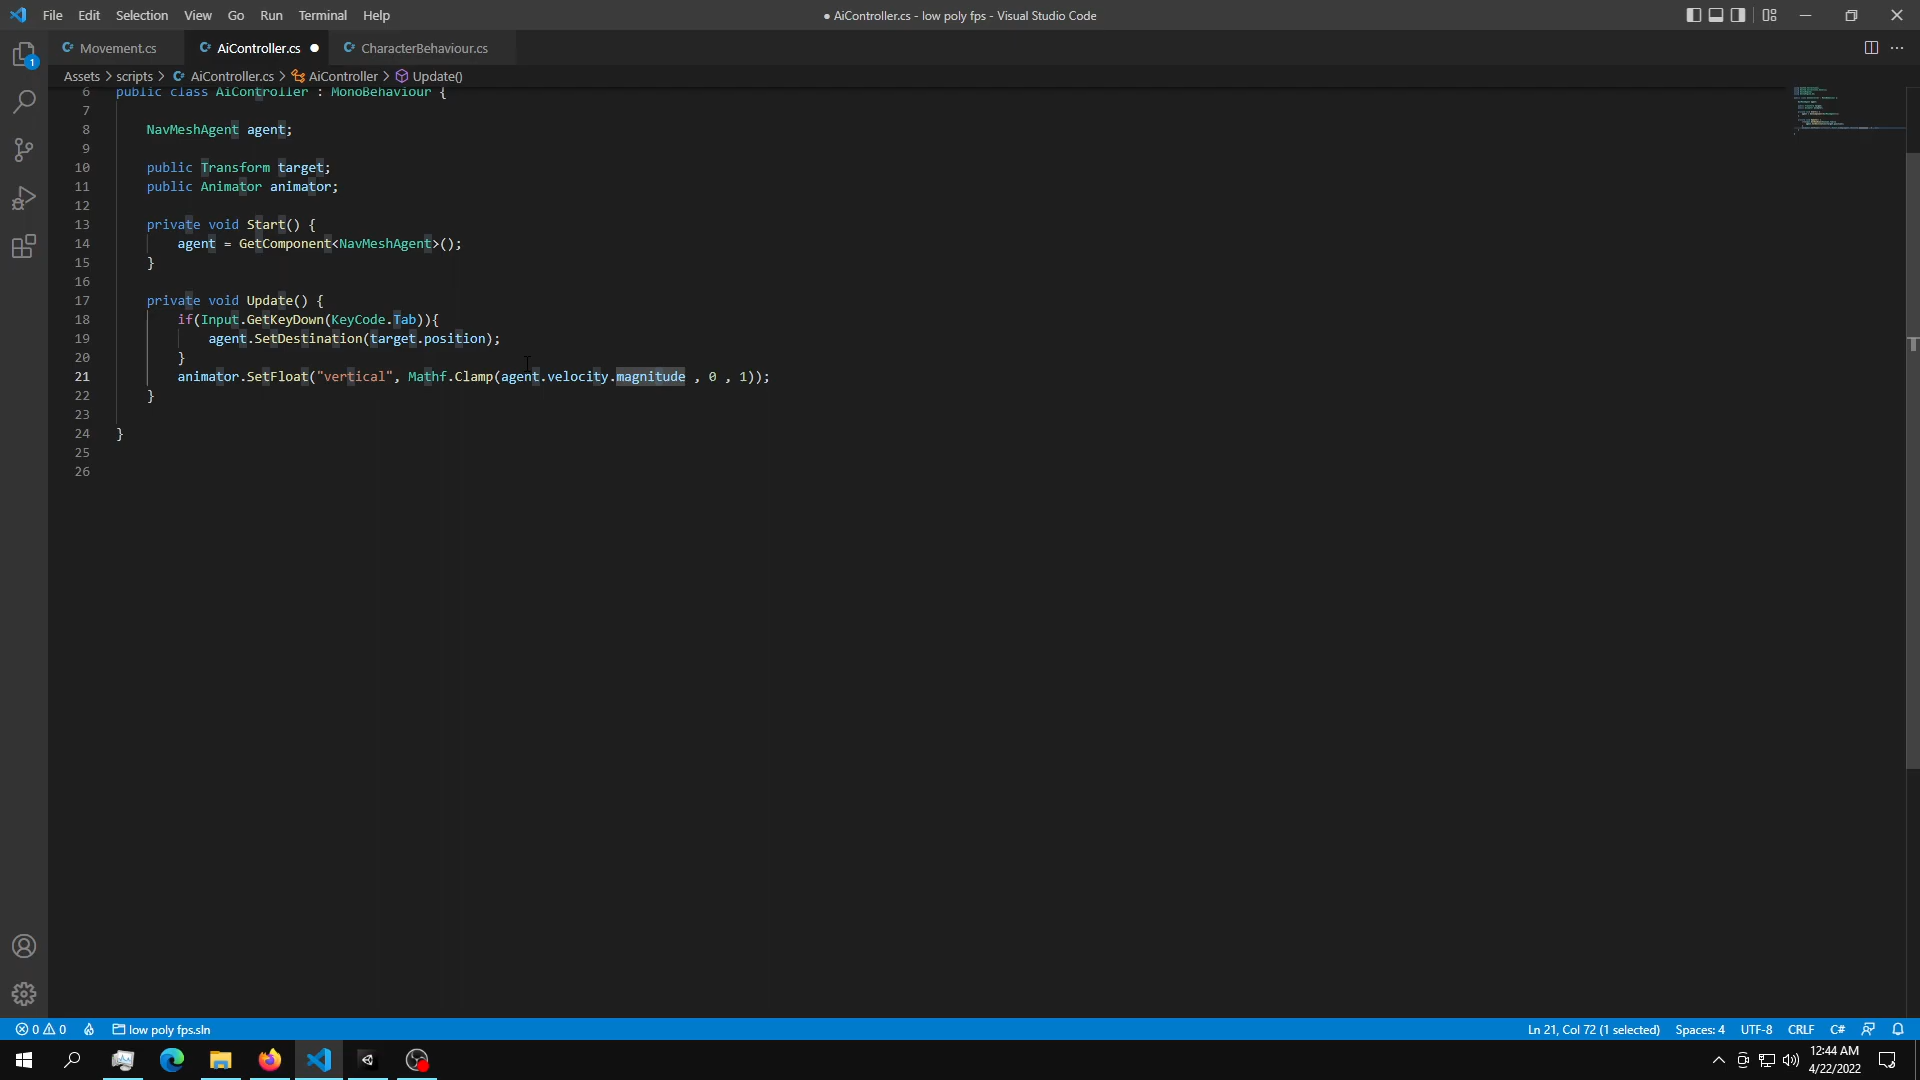 File Edit Selection View Go Run Terminal Help
● AiController.cs - low poly fps - Visual Studio Code
Movement.cs AiController.cs ● CharacterBehaviour.cs
Assets > scripts > AiController.cs > AiController > Update()
6 public class AiController : MonoBehaviour {
7
8 NavMeshAgent agent;
9
10 public Transform target;
11 public Animator animator;
12
13 private void Start() {
14 agent = GetComponent<NavMeshAgent>();
15 }
16
17 private void Update() {
18 if(Input.GetKeyDown(KeyCode.Tab)){
19 agent.SetDestination(target.position);
20 }
21 animator.SetFloat("vertical", Mathf.Clamp(agent.velocity.magnitude , 0 , 1));
22 }
23
24 }
25
26
1
0 0 low poly fps.sln
Ln 21, Col 72 (1 selected) Spaces: 4 UTF-8 CRLF C#
12:44 AM
4/22/2022